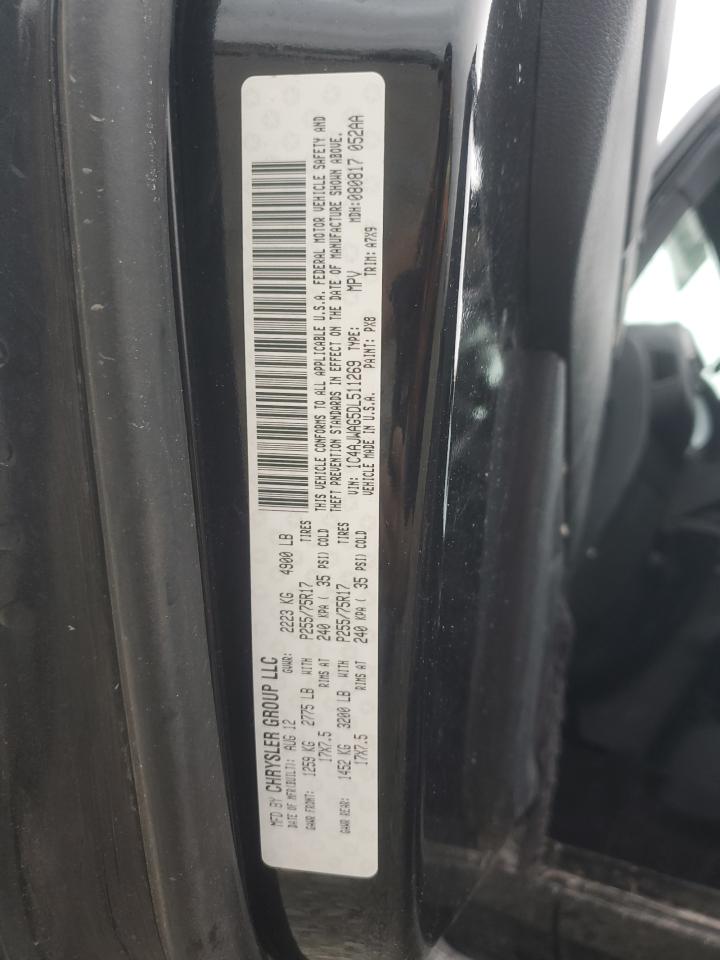 MFD BY CHRYSLER GROUP LLC
DATE OF MFR(BUILT): AUG 12 GVWR: 2223 KG 4900 LB
GAWR FRONT: 1259 KG 2775 LB WITH P255/75R17 TIRES
17X7.5 RIMS AT 240 KPA ( 35 PSI) COLD
GAWR REAR: 1452 KG 3200 LB WITH P255/75R17 TIRES
17X7.5 RIMS AT 240 KPA ( 35 PSI) COLD
THIS VEHICLE CONFORMS TO ALL APPLICABLE U.S.A. FEDERAL MOTOR VEHICLE SAFETY AND
THEFT PREVENTION STANDARDS IN EFFECT ON THE DATE OF MANUFACTURE SHOWN ABOVE.
VIN: 1C4AJWAG5DL511269 TYPE: MPV MDH:080817 052AA
VEHICLE MADE IN U.S.A. PAINT: PX8 TRIM: A7X9